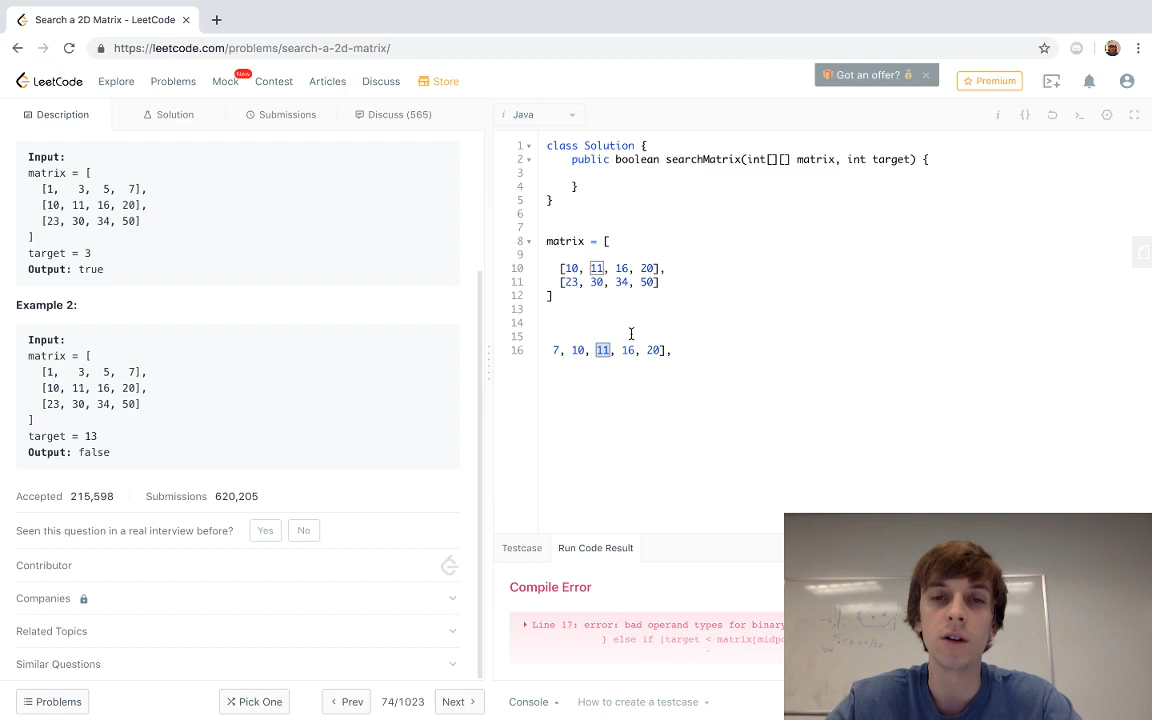 Search a 2D Matrix - LeetCode
https://leetcode.com/problems/search-a-2d-matrix/
LeetCode Explore Problems Mock New Contest Articles Discuss Store
Got an offer?
Premium
Description Solution Submissions Discuss (565)
Java
Input:
matrix = [
[1, 3, 5, 7],
[10, 11, 16, 20],
[23, 30, 34, 50]
]
target = 3
Output: true
Example 2:
Input:
matrix = [
[1, 3, 5, 7],
[10, 11, 16, 20],
[23, 30, 34, 50]
]
target = 13
Output: false
Accepted 215,598 Submissions 620,205
Seen this question in a real interview before? Yes No
Contributor
Companies
Related Topics
Similar Questions
Problems Pick One Prev 74/1023 Next
1 class Solution {
2 public boolean searchMatrix(int[][] matrix, int target) {
3
4 }
5 }
6
7
8 matrix = [
9
10 [10, 11, 16, 20],
11 [23, 30, 34, 50]
12 ]
13
14
15
16 7, 10, 11, 16, 20],
Testcase Run Code Result
Compile Error
Line 17: error: bad operand types for binary
} else if (target < matrix[midpo
^
Console How to create a testcase